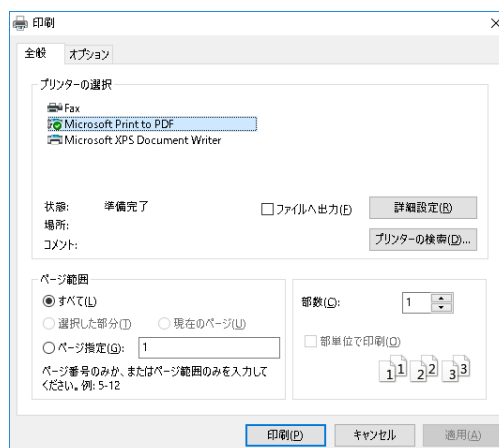 印刷
全般 オプション
プリンターの選択
Fax
Microsoft Print to PDF
Microsoft XPS Document Writer
状態: 準備完了
ファイルへ出力(F) 詳細設定(R)
場所:
コメント: プリンターの検索(D)...
ページ範囲
すべて(L) 部数(C): 1
選択した部分(T) 現在のページ(U)
ページ指定(G): 1 部単位で印刷(O)
ページ番号のみか、またはページ範囲のみを入力して
ください。例: 5-12
11 22 33
印刷(P) キャンセル 適用(A)